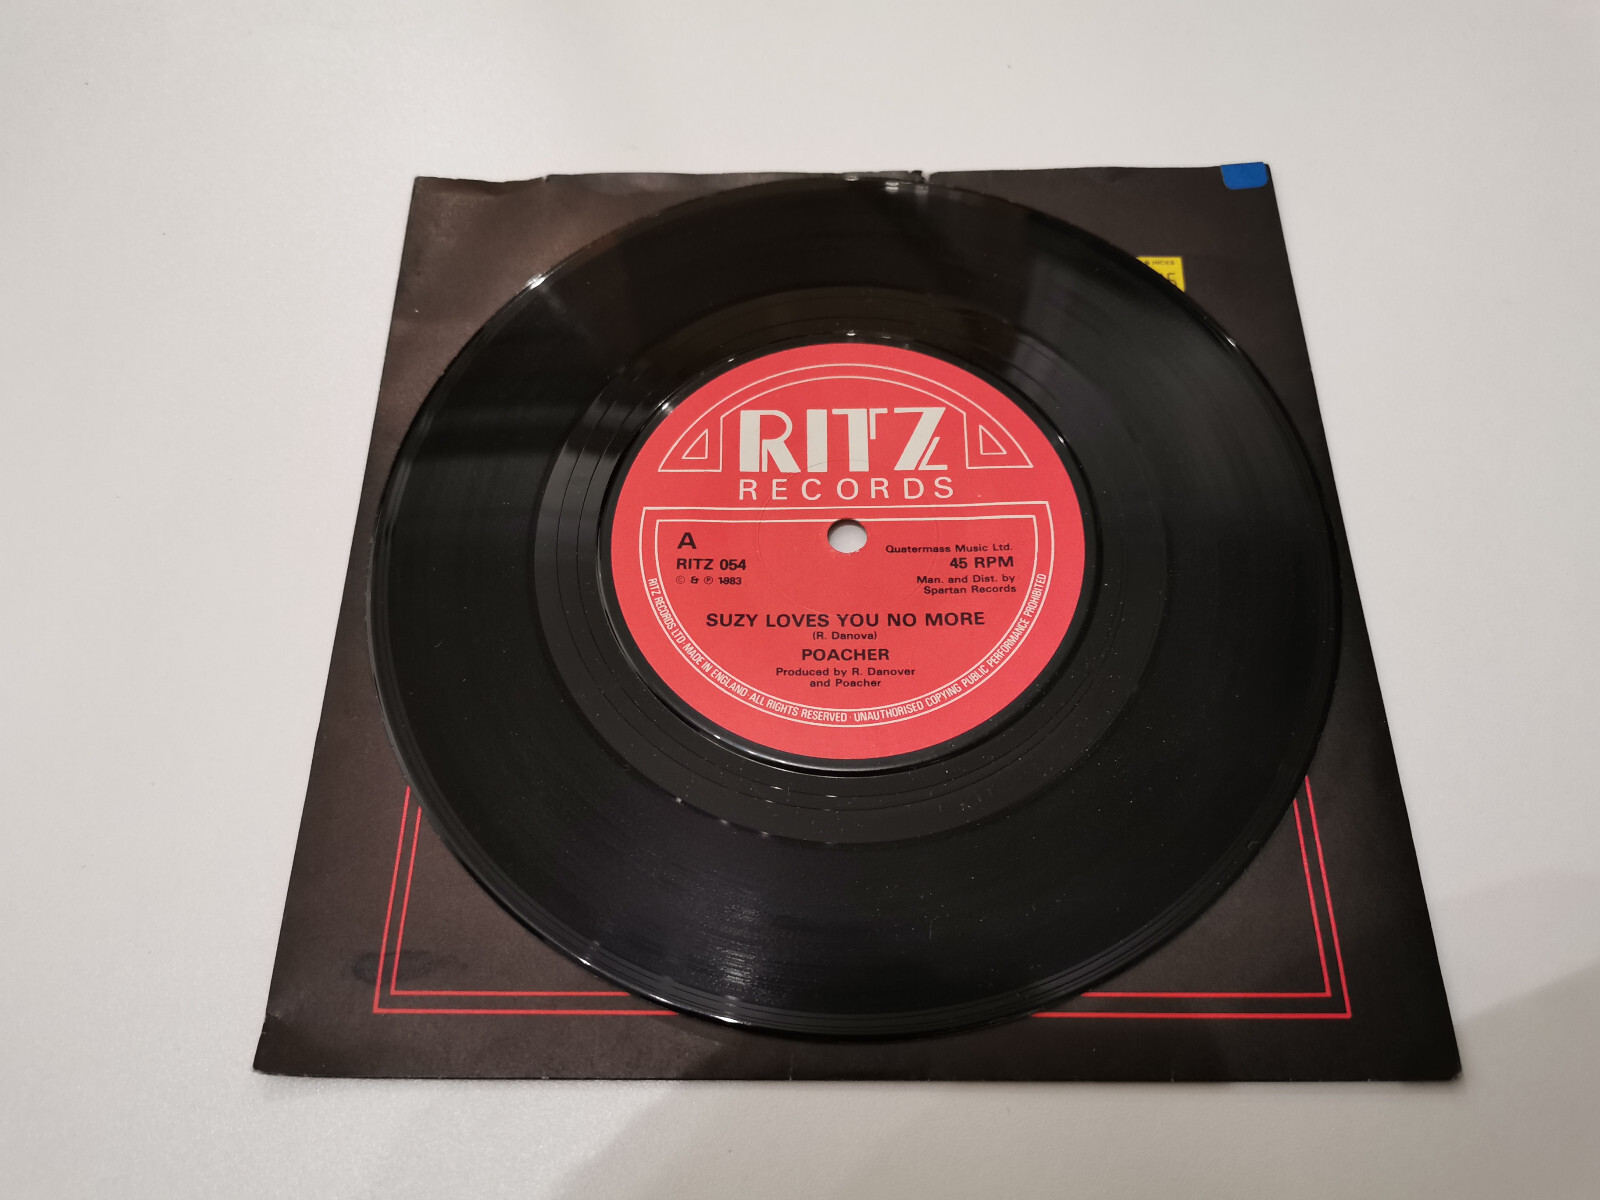 RITZ
RECORDS
A
RITZ 054
© & ℗ 1983
Quatermass Music Ltd.
45 RPM
Man. and Dist. by
Spartan Records
SUZY LOVES YOU NO MORE
(R. Danova)
POACHER
Produced by R. Danover
and Poacher
RITZ RECORDS LTD · MADE IN ENGLAND · ALL RIGHTS RESERVED · UNAUTHORISED COPYING PUBLIC PERFORMANCE PROHIBITED